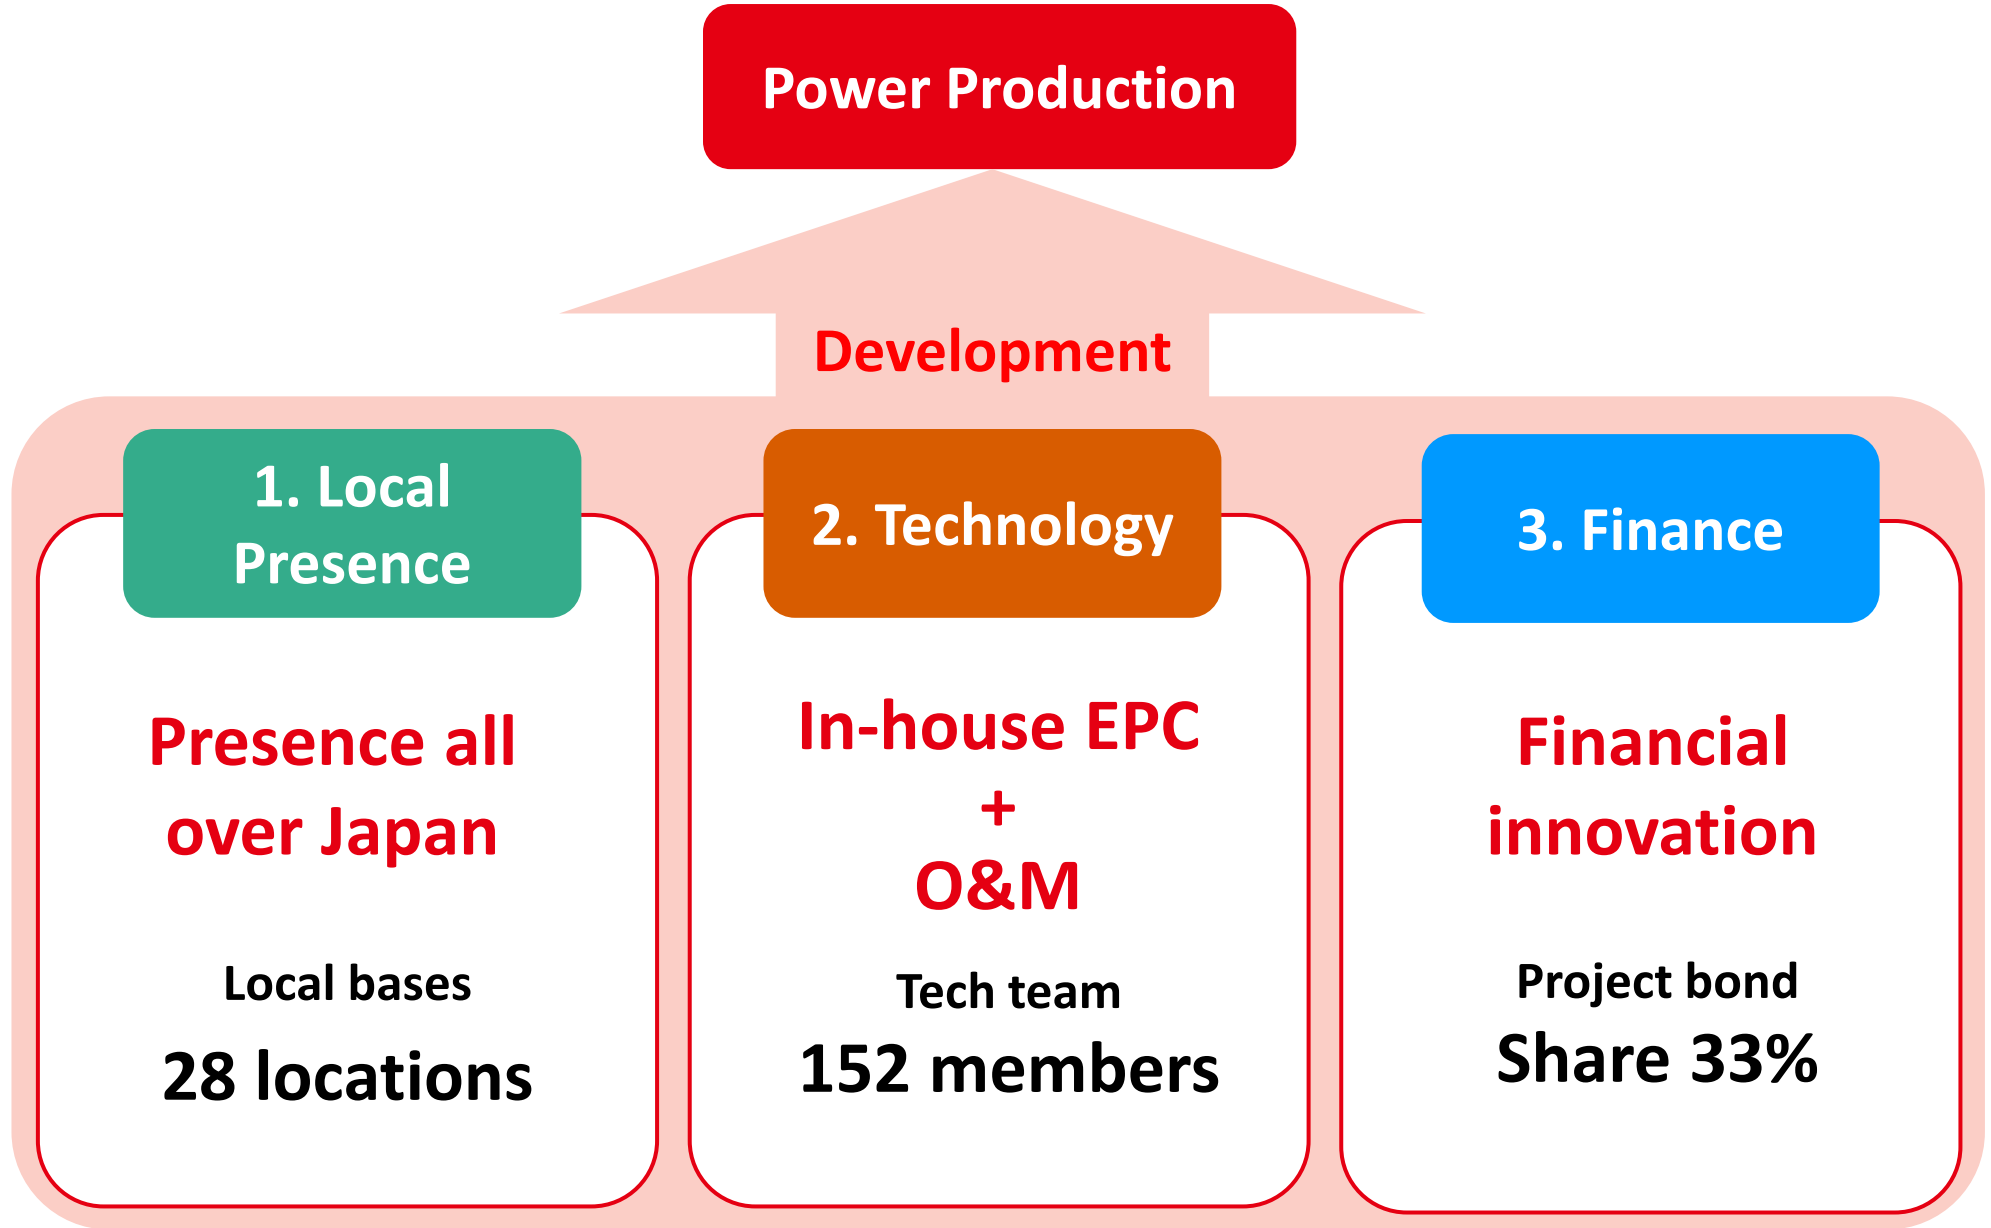 Power Production
Development
1. Local
Presence
Presence all
over Japan
Local bases
28 locations
2. Technology
In-house EPC
+
O&M
Tech team
152 members
3. Finance
Financial
innovation
Project bond
Share 33%